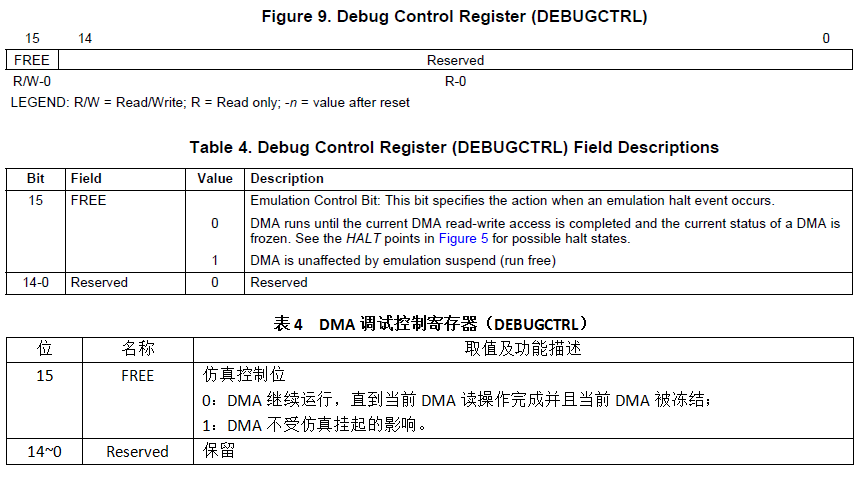 Figure 9. Debug Control Register (DEBUGCTRL)
15 14 0
FREE Reserved
R/W-0 R-0
LEGEND: R/W = Read/Write; R = Read only; -n = value after reset
Table 4. Debug Control Register (DEBUGCTRL) Field Descriptions
Bit Field Value Description
15 FREE Emulation Control Bit: This bit specifies the action when an emulation halt event occurs.
0 DMA runs until the current DMA read-write access is completed and the current status of a DMA is
frozen. See the HALT points in Figure 5 for possible halt states.
1 DMA is unaffected by emulation suspend (run free)
14-0 Reserved 0 Reserved
表 4 DMA 调试控制寄存器（DEBUGCTRL）
位 名称 取值及功能描述
15 FREE 仿真控制位
0：DMA 继续运行，直到当前 DMA 读操作完成并且当前 DMA 被冻结；
1：DMA 不受仿真挂起的影响。
14~0 Reserved 保留